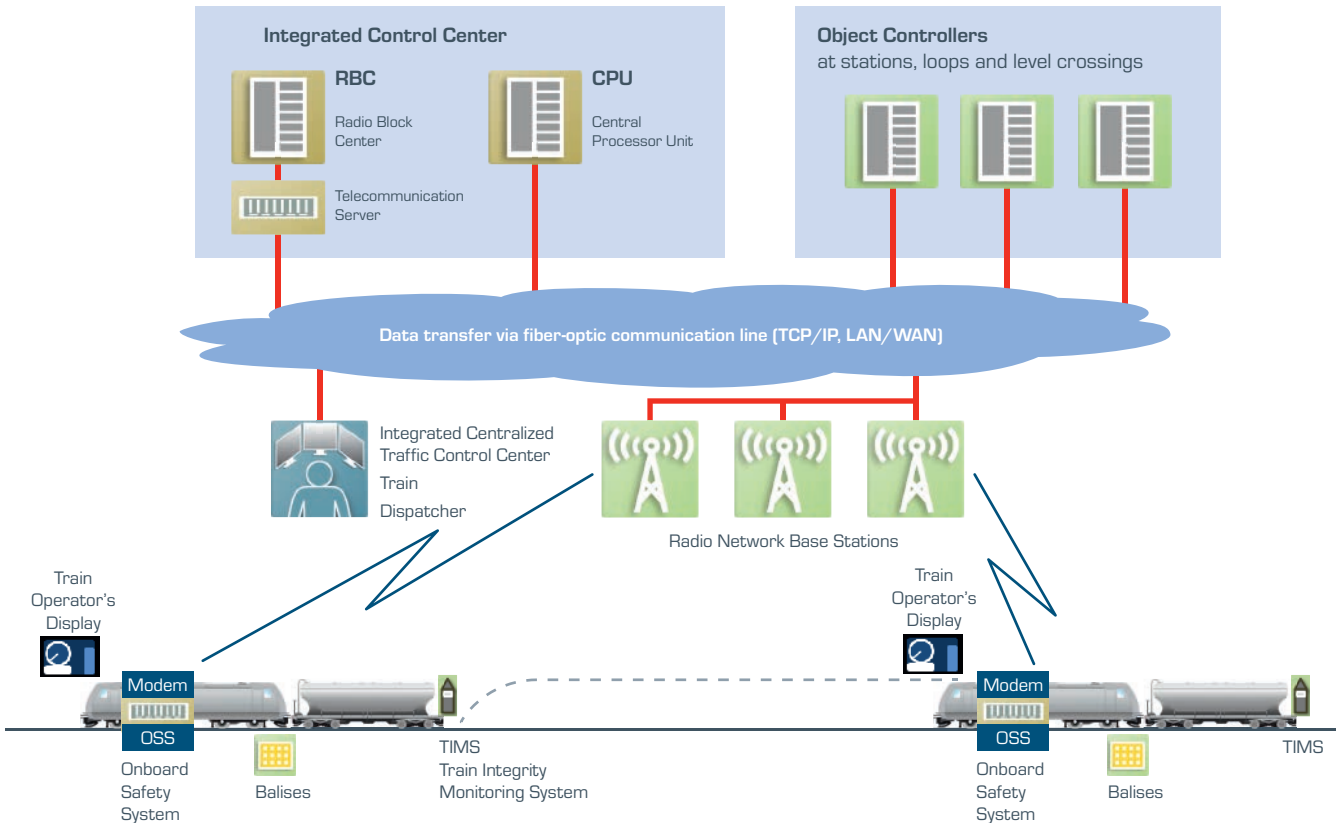 Integrated Control Center
RBC
Radio Block
Center
Telecommunication
Server
CPU
Central
Processor Unit
Object Controllers
at stations, loops and level crossings
Data transfer via fiber-optic communication line (TCP/IP, LAN/WAN)
Integrated Centralized
Traffic Control Center
Train
Dispatcher
Radio Network Base Stations
Train
Operator's
Display
Modem
OSS
Onboard
Safety
System
Balises
TIMS
Train Integrity
Monitoring System
Train
Operator's
Display
Modem
OSS
Onboard
Safety
System
Balises
TIMS